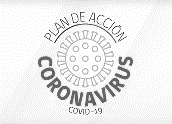 PLAN DE ACCIÓN
CORONAVIRUS
COVID-19